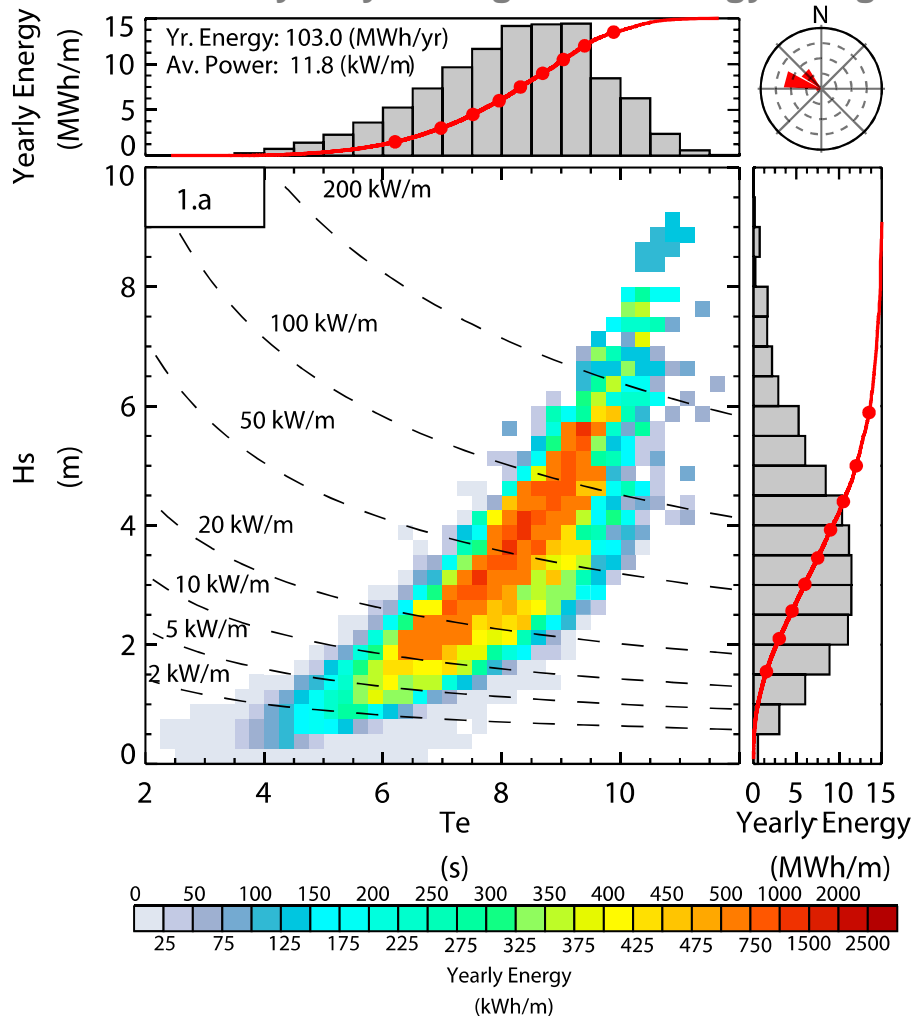 N
Yearly Energy
(MWh/m)
15
10
5
0
Yr. Energy: 103.0 (MWh/yr)
Av. Power: 11.8 (kW/m)
10
8
6
4
2
0
Hs
(m)
1.a
200 kW/m
100 kW/m
50 kW/m
20 kW/m
10 kW/m
5 kW/m
2 kW/m
2 4 6 8 10
0 5 10 15
Te
Yearly Energy
(s)
(MWh/m)
0 50 100 150 200 250 300 350 400 450 500 1000 2000
25 75 125 175 225 275 325 375 425 475 750 1500 2500
Yearly Energy
(kWh/m)